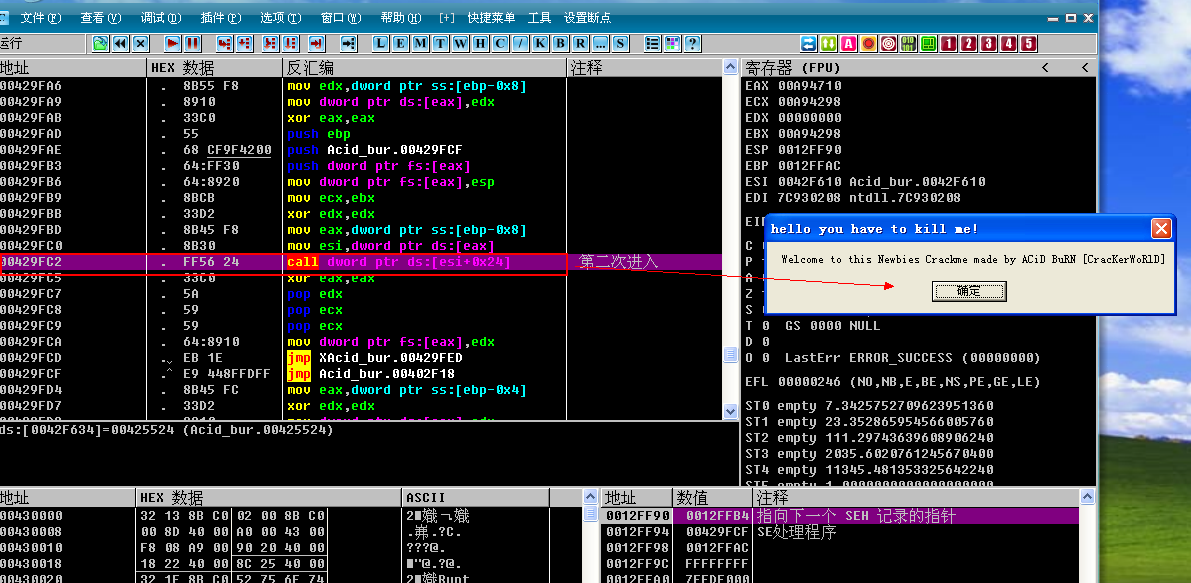 文件(F) 查看(V) 调试(D) 插件(P) 选项(T) 窗口(W) 帮助(H) [+] 快捷菜单 工具 设置断点
运行 L E M T W H C / K B R ... S ? A 1 2 3 4 5
地址 HEX 数据 反汇编 注释
00429FA6 . 8B55 F8 mov edx,dword ptr ss:[ebp-0x8]
00429FA9 . 8910 mov dword ptr ds:[eax],edx
00429FAB . 33C0 xor eax,eax
00429FAD . 55 push ebp
00429FAE . 68 CF9F4200 push Acid_bur.00429FCF
00429FB3 . 64:FF30 push dword ptr fs:[eax]
00429FB6 . 64:8920 mov dword ptr fs:[eax],esp
00429FB9 . 8BCB mov ecx,ebx
00429FBB . 33D2 xor edx,edx
00429FBD . 8B45 F8 mov eax,dword ptr ss:[ebp-0x8]
00429FC0 . 8B30 mov esi,dword ptr ds:[eax]
00429FC2 . FF56 24 call dword ptr ds:[esi+0x24] 第二次进入
00429FC5 . 33C0 xor eax,eax
00429FC7 . 5A pop edx
00429FC8 . 59 pop ecx
00429FC9 . 59 pop ecx
00429FCA . 64:8910 mov dword ptr fs:[eax],edx
00429FCD . EB 1E jmp XAcid_bur.00429FED
00429FCF . E9 448FFDFF jmp Acid_bur.00402F18
00429FD4 . 8B45 FC mov eax,dword ptr ss:[ebp-0x4]
00429FD7 . 33D2 xor edx,edx
ds:[0042F634]=00425524 (Acid_bur.00425524)
寄存器 (FPU) < <
EAX 00A94710
ECX 00A94298
EDX 00000000
EBX 00A94298
ESP 0012FF90
EBP 0012FFAC
ESI 0042F610 Acid_bur.0042F610
EDI 7C930208 ntdll.7C930208
hello you have to kill me!
Welcome to this Newbies Crackme made by ACiD BuRN [CracKerWoRlD]
确定
T 0 GS 0000 NULL
D 0
O 0 LastErr ERROR_SUCCESS (00000000)
EFL 00000246 (NO,NB,E,BE,NS,PE,GE,LE)
ST0 empty 7.3425752709623951360
ST1 empty 23.352865954566005760
ST2 empty 111.29743639608906240
ST3 empty 2035.6020761245670400
ST4 empty 11345.481353325642240
地址 HEX 数据 ASCII
00430000 32 13 8B C0 02 00 8B C0
00430008 00 8D 40 00 A0 00 43 00
00430010 F8 08 A9 00 90 20 40 00 ???@.
00430018 18 22 40 00 8C 25 40 00
00430020 32 1F 8B C0 52 75 6F 74
地址 数值 注释
0012FF90 0012FFB4 指向下一个 SEH 记录的指针
0012FF94 00429FCF SE处理程序
0012FF98 0012FFAC
0012FF9C FFFFFFFF
0012FFA0 7FFDE000